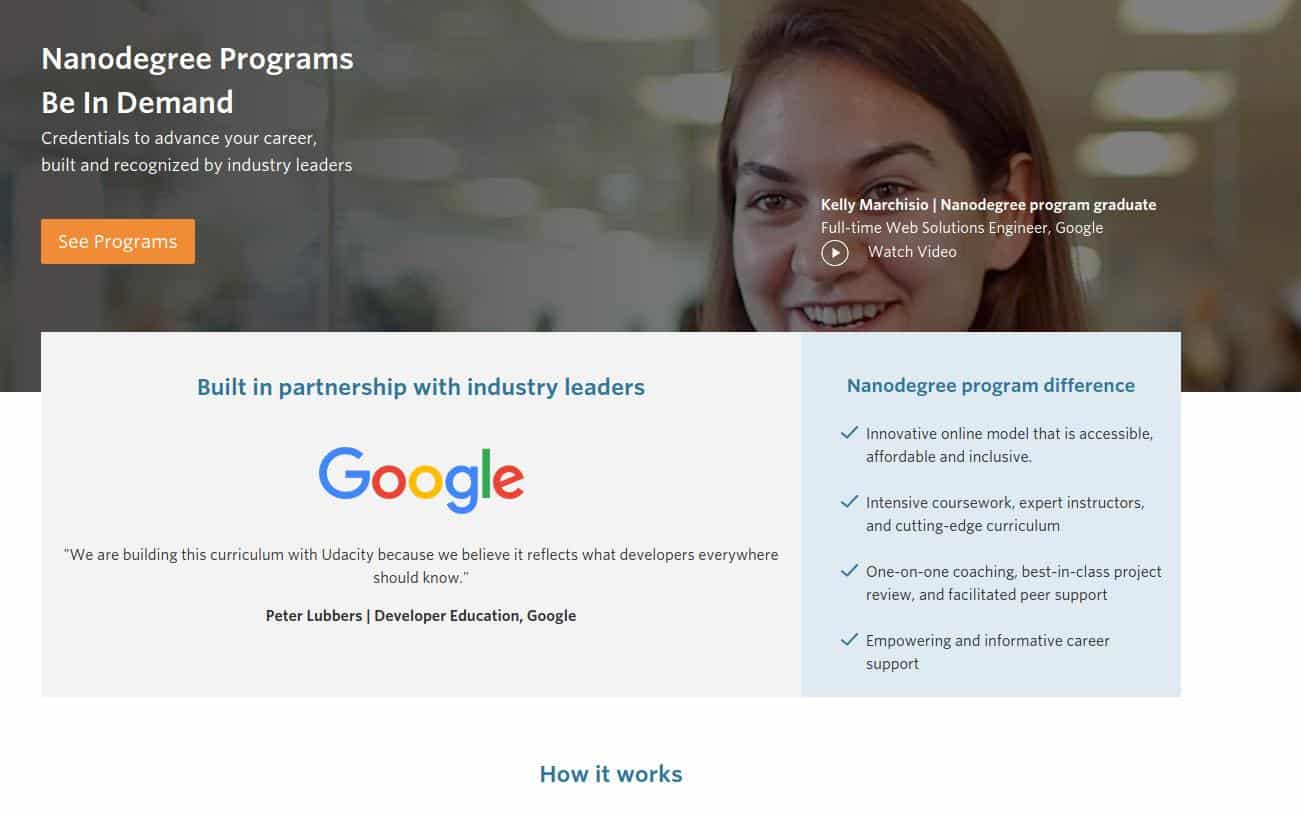 Nanodegree Programs
Be In Demand
Credentials to advance your career,
built and recognized by industry leaders
See Programs
Kelly Marchisio | Nanodegree program graduate
Full-time Web Solutions Engineer, Google
Watch Video
Built in partnership with industry leaders
Google
"We are building this curriculum with Udacity because we believe it reflects what developers everywhere
should know."
Peter Lubbers | Developer Education, Google
Nanodegree program difference
Innovative online model that is accessible,
affordable and inclusive.
Intensive coursework, expert instructors,
and cutting-edge curriculum
One-on-one coaching, best-in-class project
review, and facilitated peer support
Empowering and informative career
support
How it works